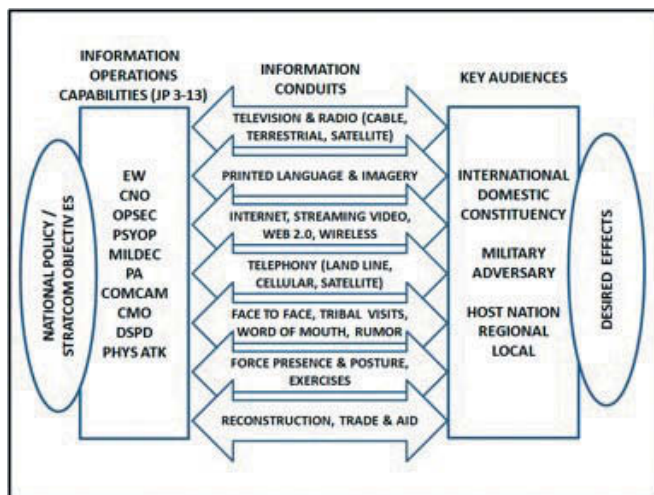 INFORMATION
OPERATIONS
CAPABILITIES (JP 3-13)
INFORMATION
CONDUITS
KEY AUDIENCES
NATIONAL POLICY /
STRATCOM OBJECTIVES
EW
CNO
OPSEC
PSYOP
MILDEC
PA
COMCAM
CMO
DSPD
PHYS ATK
TELEVISION & RADIO (CABLE,
TERRESTRIAL, SATELLITE)
PRINTED LANGUAGE & IMAGERY
INTERNET, STREAMING VIDEO,
WEB 2.0, WIRELESS
TELEPHONY (LAND LINE,
CELLULAR, SATELLITE)
FACE TO FACE, TRIBAL VISITS,
WORD OF MOUTH, RUMOR
FORCE PRESENCE & POSTURE,
EXERCISES
RECONSTRUCTION, TRADE & AID
INTERNATIONAL
DOMESTIC
CONSTITUENCY
MILITARY
ADVERSARY
HOST NATION
REGIONAL
LOCAL
DESIRED EFFECTS